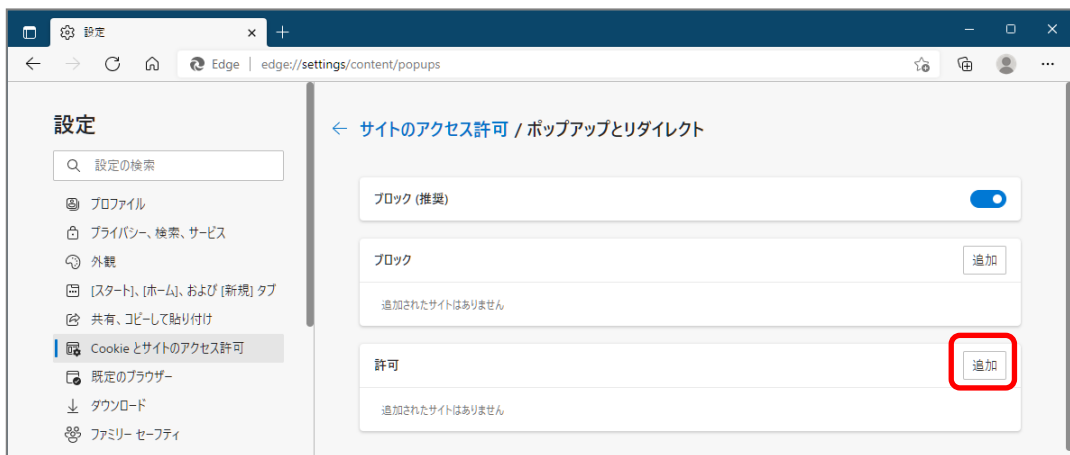 設定
Edge | edge://settings/content/popups
設定
設定の検索
プロファイル
プライバシー、検索、サービス
外観
[スタート]、[ホーム]、および [新規] タブ
共有、コピーして貼り付け
Cookie とサイトのアクセス許可
既定のブラウザー
ダウンロード
ファミリー セーフティ
サイトのアクセス許可 / ポップアップとリダイレクト
ブロック (推奨)
ブロック 追加
追加されたサイトはありません
許可 追加
追加されたサイトはありません